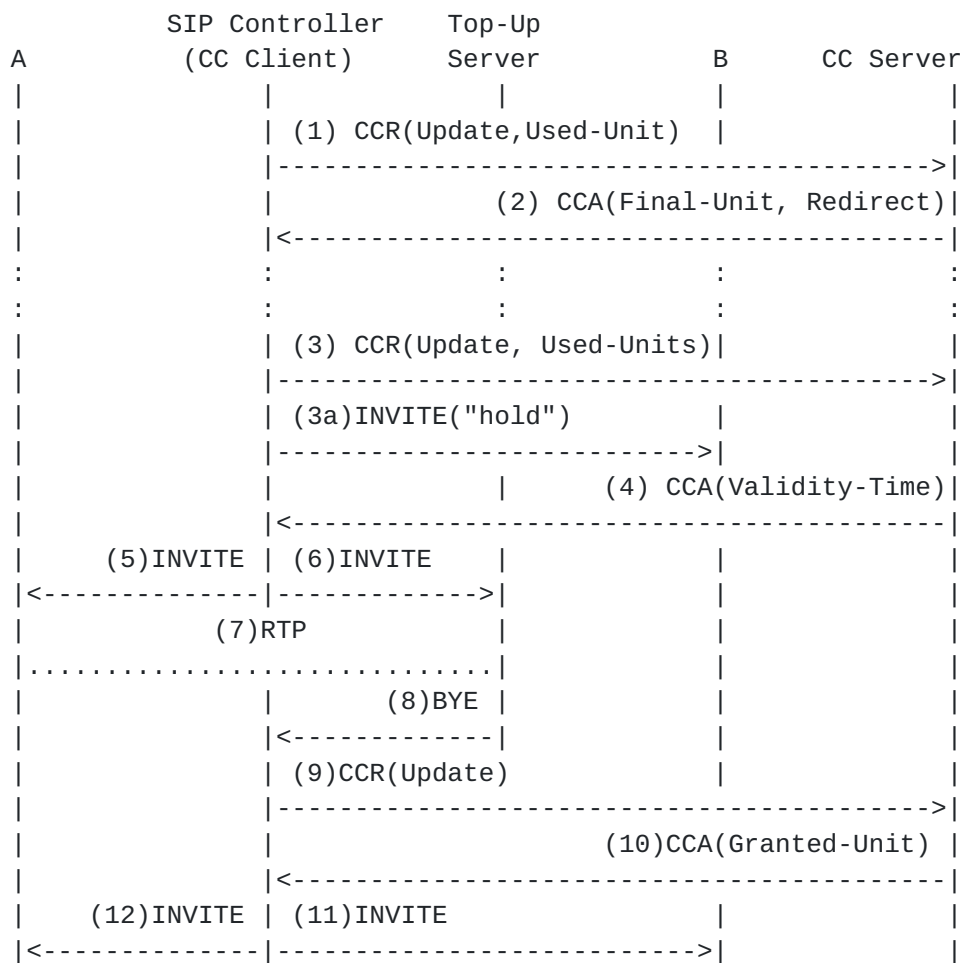 SIP Controller Top-Up
A (CC Client) Server B CC Server
(1) CCR(Update,Used-Unit)
(2) CCA(Final-Unit, Redirect)
(3) CCR(Update, Used-Units)
(3a)INVITE("hold")
(4) CCA(Validity-Time)
(5)INVITE (6)INVITE
(7)RTP
(8)BYE
(9)CCR(Update)
(10)CCA(Granted-Unit)
(12)INVITE (11)INVITE